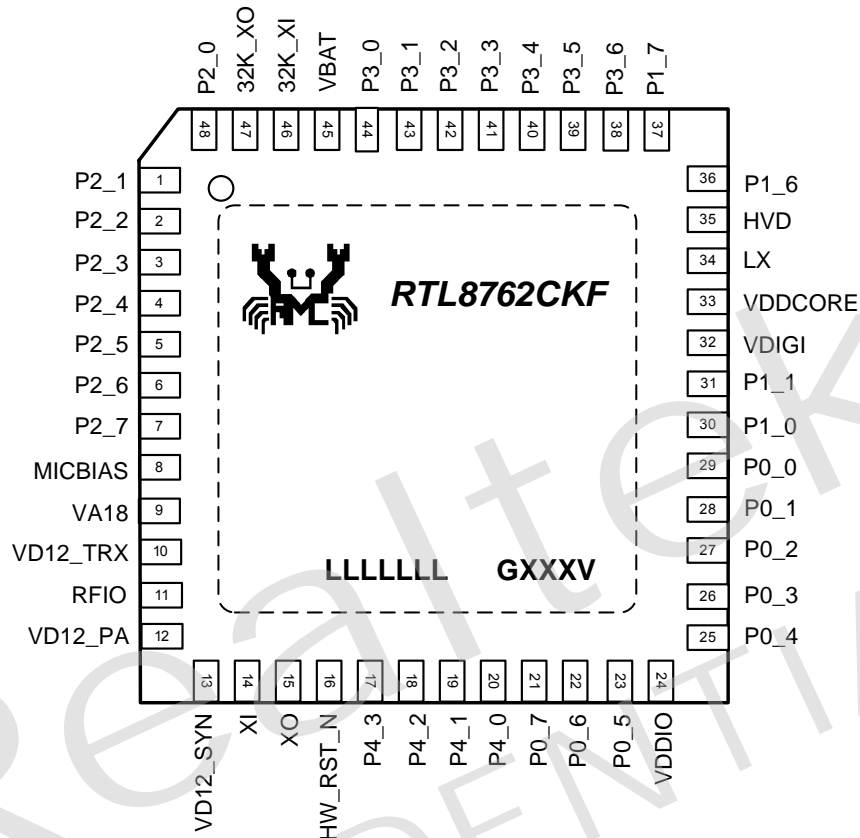 P2_0 32K_XO 32K_XI VBAT P3_0 P3_1 P3_2 P3_3 P3_4 P3_5 P3_6 P1_7
48 47 46 45 44 43 42 41 40 39 38 37
P2_1 1
P2_2 2
P2_3 3
P2_4 4
P2_5 5
P2_6 6
P2_7 7
MICBIAS 8
VA18 9
VD12_TRX 10
RFIO 11
VD12_PA 12
RTL8762CKF
LLLLLLL GXXXV
36 P1_6
35 HVD
34 LX
33 VDDCORE
32 VDIGI
31 P1_1
30 P1_0
29 P0_0
28 P0_1
27 P0_2
26 P0_3
25 P0_4
13 14 15 16 17 18 19 20 21 22 23 24
VD12_SYN XI XO HW_RST_N P4_3 P4_2 P4_1 P4_0 P0_7 P0_6 P0_5 VDDIO
Realtek
DENTIA